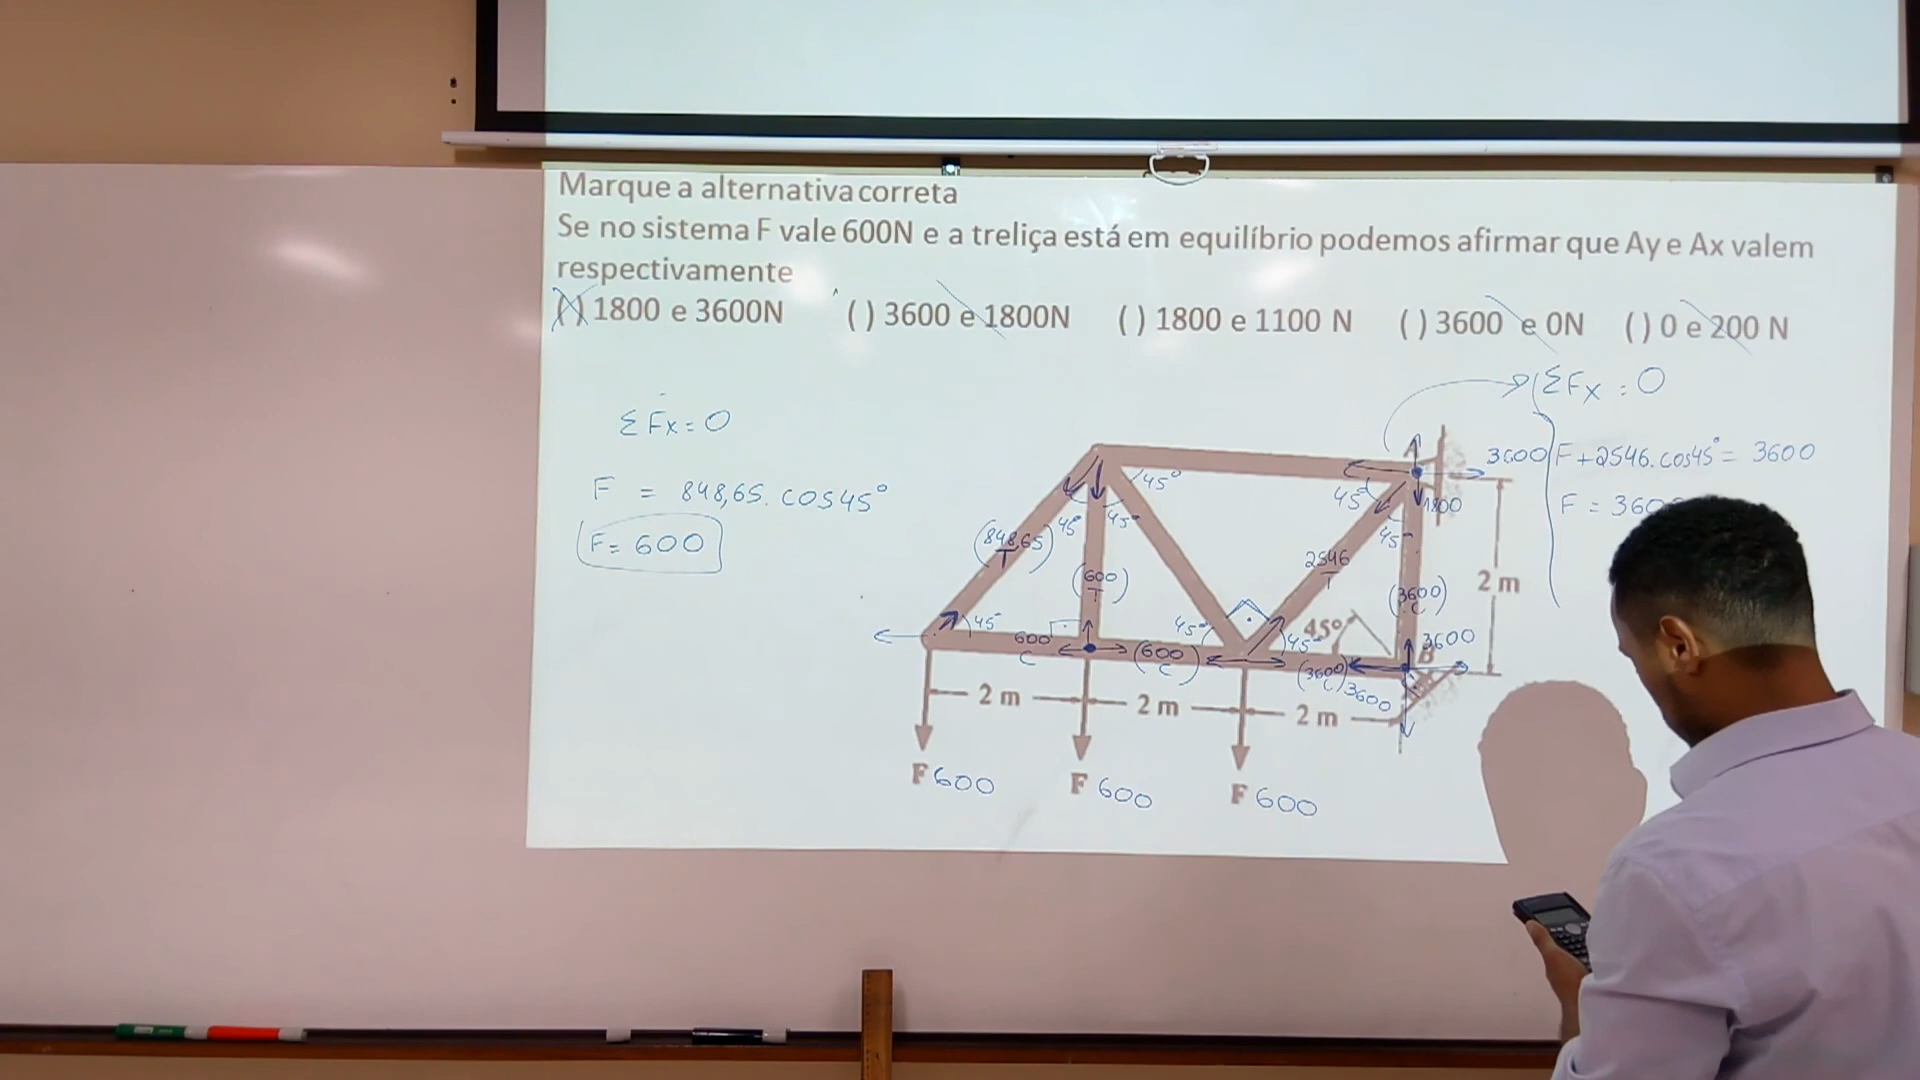 Marque a alternativa correta
Se no sistema F vale 600N e a treliça está em equilíbrio podemos afirmar que Ay e Ax valem
respectivamente
( ) 1800 e 3600N ( ) 3600 e 1800N ( ) 1800 e 1100 N ( ) 3600 e 0N ( ) 0 e 200 N
ΣFx = 0
F = 848,65 . cos45°
F = 600
ΣFx = 0
F + 2546 . cos45° = 3600
F = 360
A
3600
45°
45°
1800
45°
45°
45°
(848,65)
T
2546
T
(600)
T
(3600)
C
2 m
45°
600
C
(600)
C
45°
45°
45°
3600
B
(3600)
C
3600
2 m
2 m
2 m
F 600
F 600
F 600